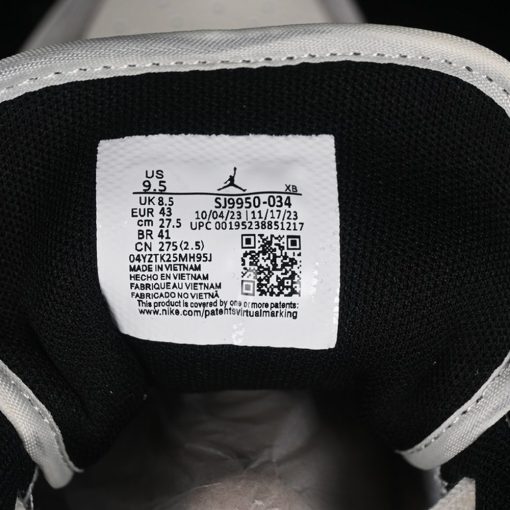 US
9.5
XB
UK 8.5
EUR 43
cm 27.5
BR 41
CN 275(2.5)
SJ9950-034
10/04/23 | 11/17/23
UPC 00195238851217
04YZTK25MH95J
MADE IN VIETNAM
HECHO EN VIETNAM
FABRIQUE AU VIETNAM
FABRICADO NO VIETNÃ
This product is covered by one or more patents:
www.nike.com/patentsvirtualmarking